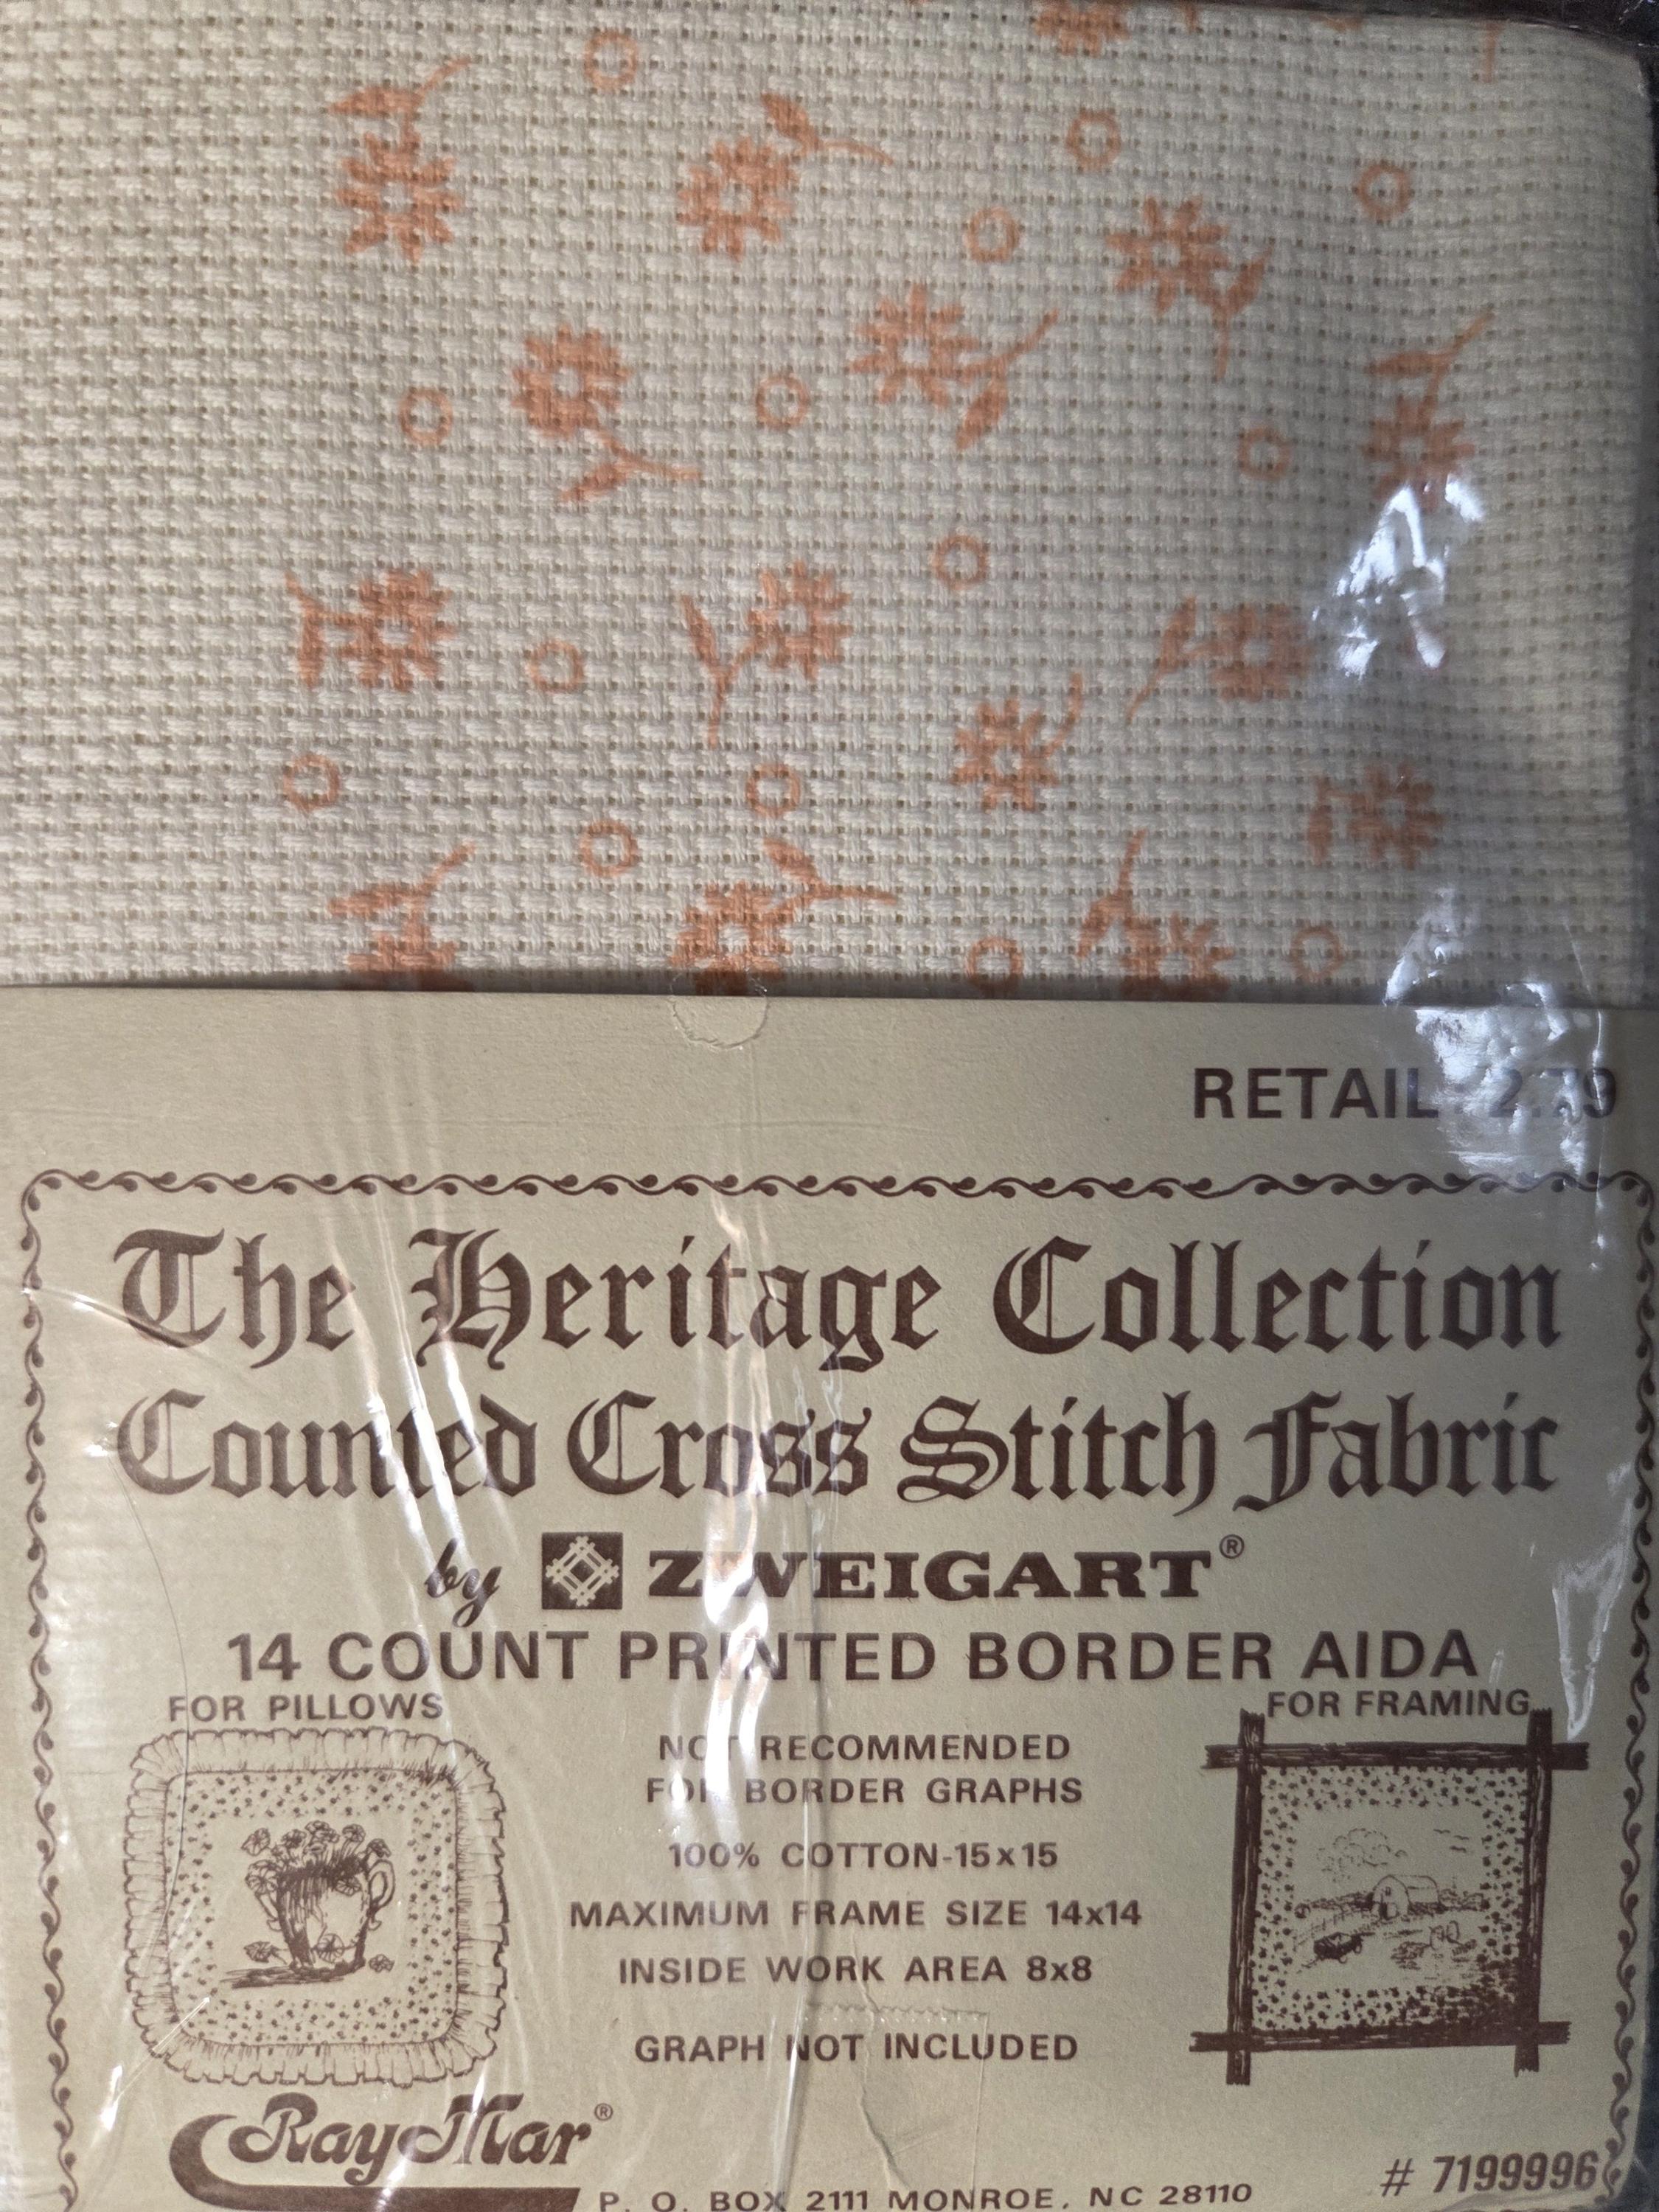 RETAIL 2.79
The Heritage Collection
Counted Cross Stitch Fabric
by ZWEIGART®
14 COUNT PRINTED BORDER AIDA
FOR PILLOWS
FOR FRAMING
NOT RECOMMENDED
FOR BORDER GRAPHS
100% COTTON-15x15
MAXIMUM FRAME SIZE 14x14
INSIDE WORK AREA 8x8
GRAPH NOT INCLUDED
RayMar®
P. O. BOX 2111 MONROE, NC 28110
# 7199996